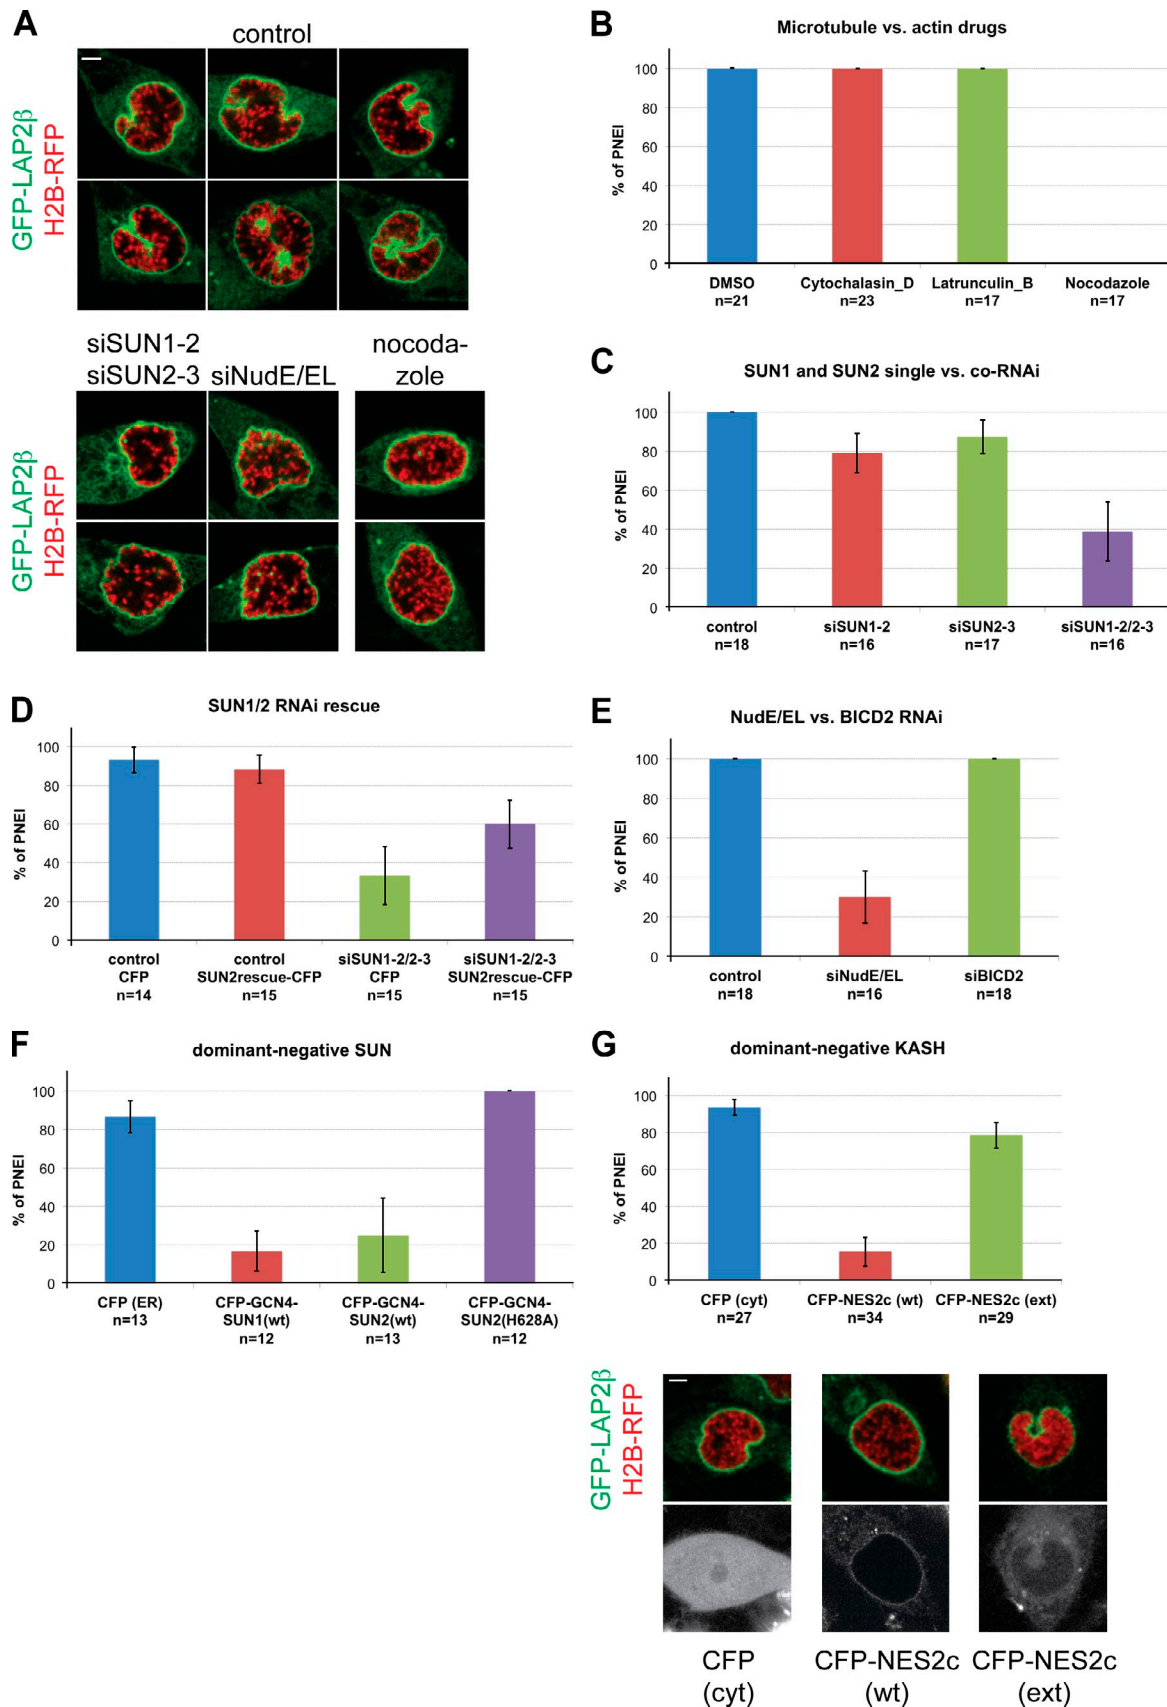 A
control
GFP-LAP2β
H2B-RFP
siSUN1-2
siSUN2-3
siNudE/EL
nocoda-
zole
GFP-LAP2β
H2B-RFP
B
Microtubule vs. actin drugs
% of PNEI
100
80
60
40
20
0
DMSO
n=21
Cytochalasin_D
n=23
Latrunculin_B
n=17
Nocodazole
n=17
C
SUN1 and SUN2 single vs. co-RNAi
% of PNEI
100
80
60
40
20
0
control
n=18
siSUN1-2
n=16
siSUN2-3
n=17
siSUN1-2/2-3
n=16
D
SUN1/2 RNAi rescue
% of PNEI
100
80
60
40
20
0
control
CFP
n=14
control
SUN2rescue-CFP
n=15
siSUN1-2/2-3
CFP
n=15
siSUN1-2/2-3
SUN2rescue-CFP
n=15
E
NudE/EL vs. BICD2 RNAi
% of PNEI
100
80
60
40
20
0
control
n=18
siNudE/EL
n=16
siBICD2
n=18
F
dominant-negative SUN
% of PNEI
100
80
60
40
20
0
CFP (ER)
n=13
CFP-GCN4-
SUN1(wt)
n=12
CFP-GCN4-
SUN2(wt)
n=13
CFP-GCN4-
SUN2(H628A)
n=12
G
dominant-negative KASH
% of PNEI
100
80
60
40
20
0
CFP (cyt)
n=27
CFP-NES2c (wt)
n=34
CFP-NES2c (ext)
n=29
GFP-LAP2β
H2B-RFP
CFP
(cyt)
CFP-NES2c
(wt)
CFP-NES2c
(ext)